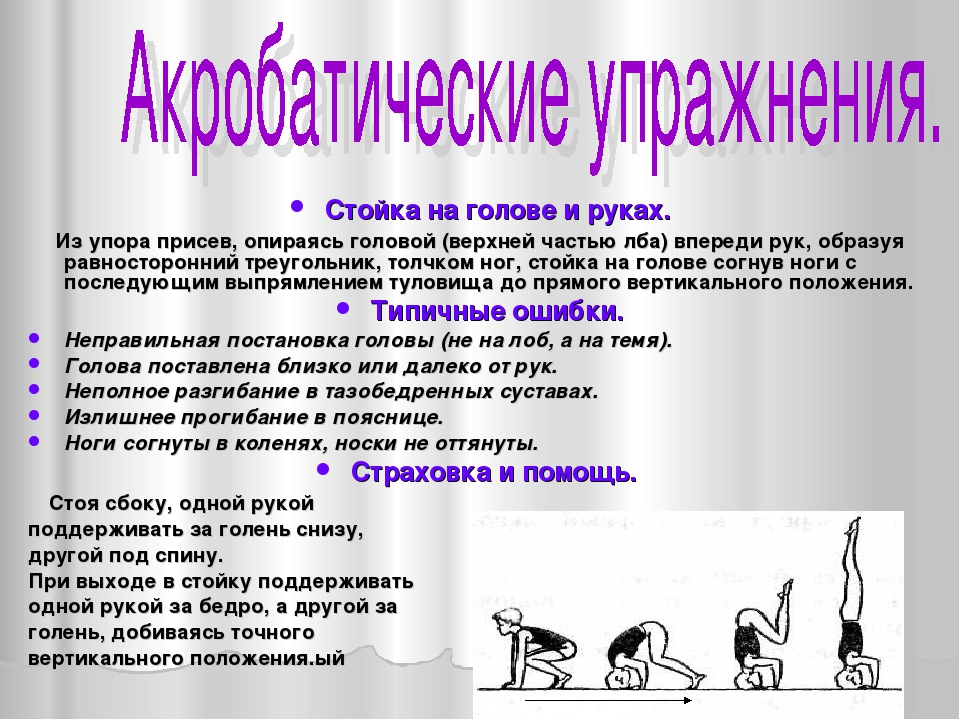 Акробатические упражнения.
Стойка на голове и руках.
Из упора присев, опираясь головой (верхней частью лба) впереди рук, образуя
равносторонний треугольник, толчком ног, стойка на голове согнув ноги с
последующим выпрямлением туловища до прямого вертикального положения.
Типичные ошибки.
Неправильная постановка головы (не на лоб, а на темя).
Голова поставлена близко или далеко от рук.
Неполное разгибание в тазобедренных суставах.
Излишнее прогибание в пояснице.
Ноги согнуты в коленях, носки не оттянуты.
Страховка и помощь.
Стоя сбоку, одной рукой
поддерживать за голень снизу,
другой под спину.
При выходе в стойку поддерживать
одной рукой за бедро, а другой за
голень, добиваясь точного
вертикального положения.ый